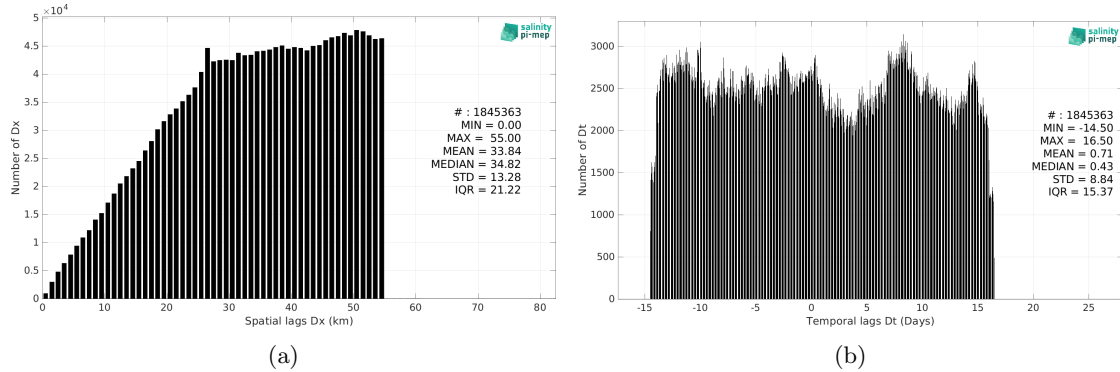 ×10⁴
5
4.5
4
3.5
3
2.5
2
1.5
1
0.5
0
Number of Dx
0 10 20 30 40 50 60 70 80
Spatial lags Dx (km)
salinity
pi-mep
# : 1845363
MIN = 0.00
MAX = 55.00
MEAN = 33.84
MEDIAN = 34.82
STD = 13.28
IQR = 21.22
(a)
3000
2500
2000
1500
1000
500
0
Number of Dt
-15 -10 -5 0 5 10 15 20 25
Temporal lags Dt (Days)
salinity
pi-mep
# : 1845363
MIN = -14.50
MAX = 16.50
MEAN = 0.71
MEDIAN = 0.43
STD = 8.84
IQR = 15.37
(b)